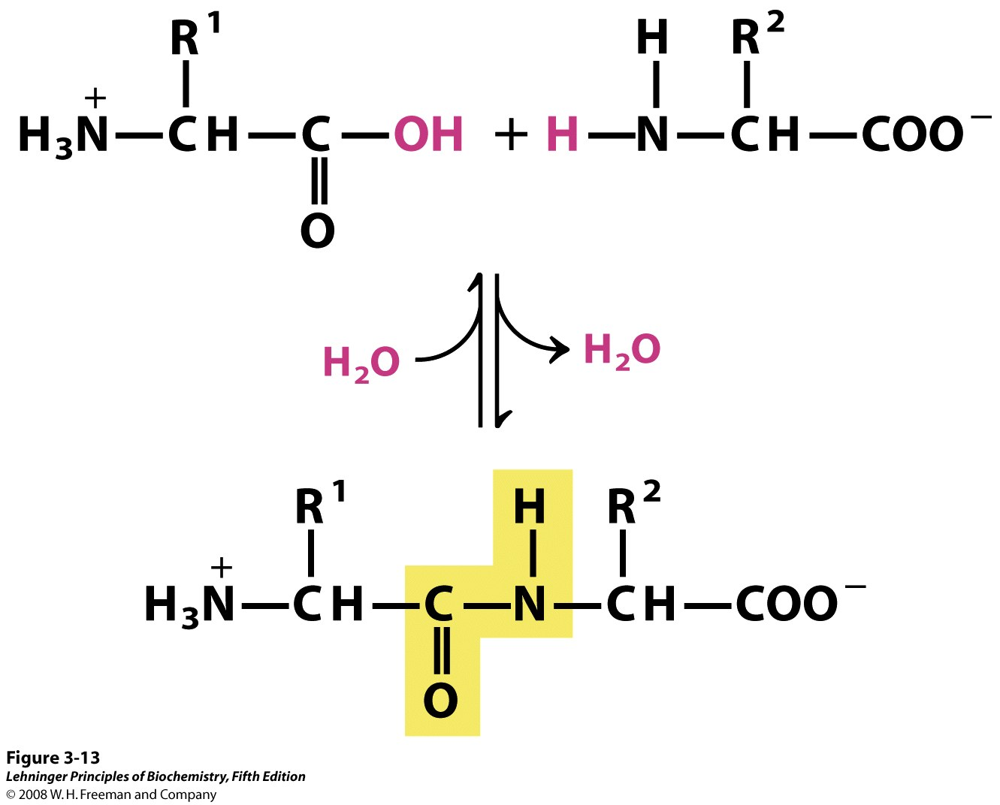 R¹ H R²
H₃N⁺—CH—C—OH + H—N—CH—COO⁻
O
H₂O H₂O
R¹ H R²
H₃N⁺—CH—C—N—CH—COO⁻
O
Figure 3-13
Lehninger Principles of Biochemistry, Fifth Edition
© 2008 W. H. Freeman and Company